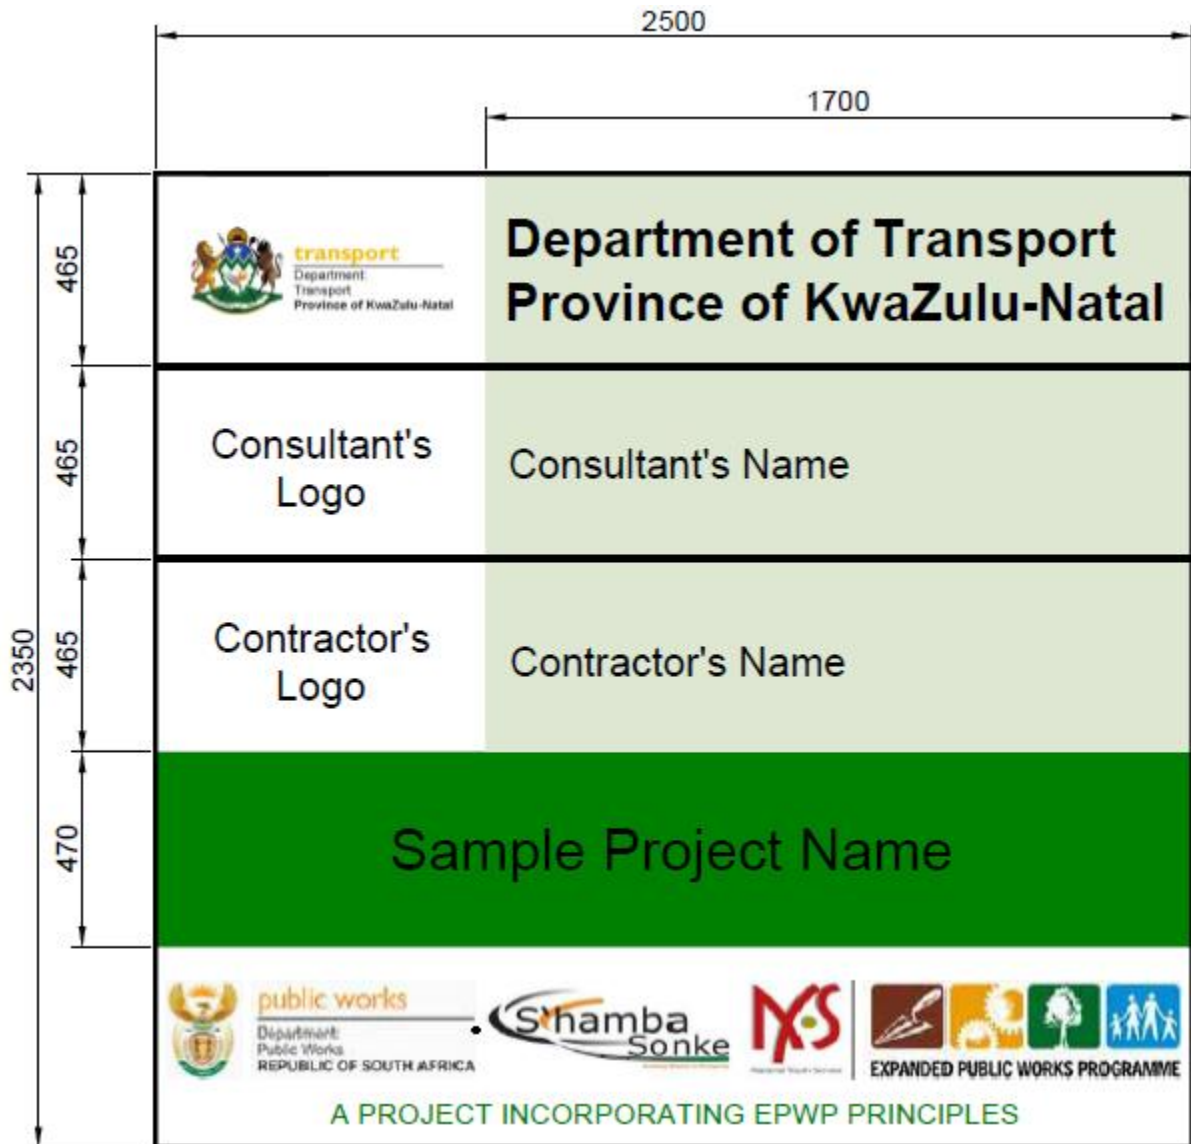 2500
1700
2350
465
transport
Department:
Transport
Province of KwaZulu-Natal
Department of Transport
Province of KwaZulu-Natal
465
Consultant's
Logo
Consultant's Name
465
Contractor's
Logo
Contractor's Name
470
Sample Project Name
public works
Department:
Public Works
REPUBLIC OF SOUTH AFRICA
S'hamba
Sonke
NYS
EXPANDED PUBLIC WORKS PROGRAMME
A PROJECT INCORPORATING EPWP PRINCIPLES